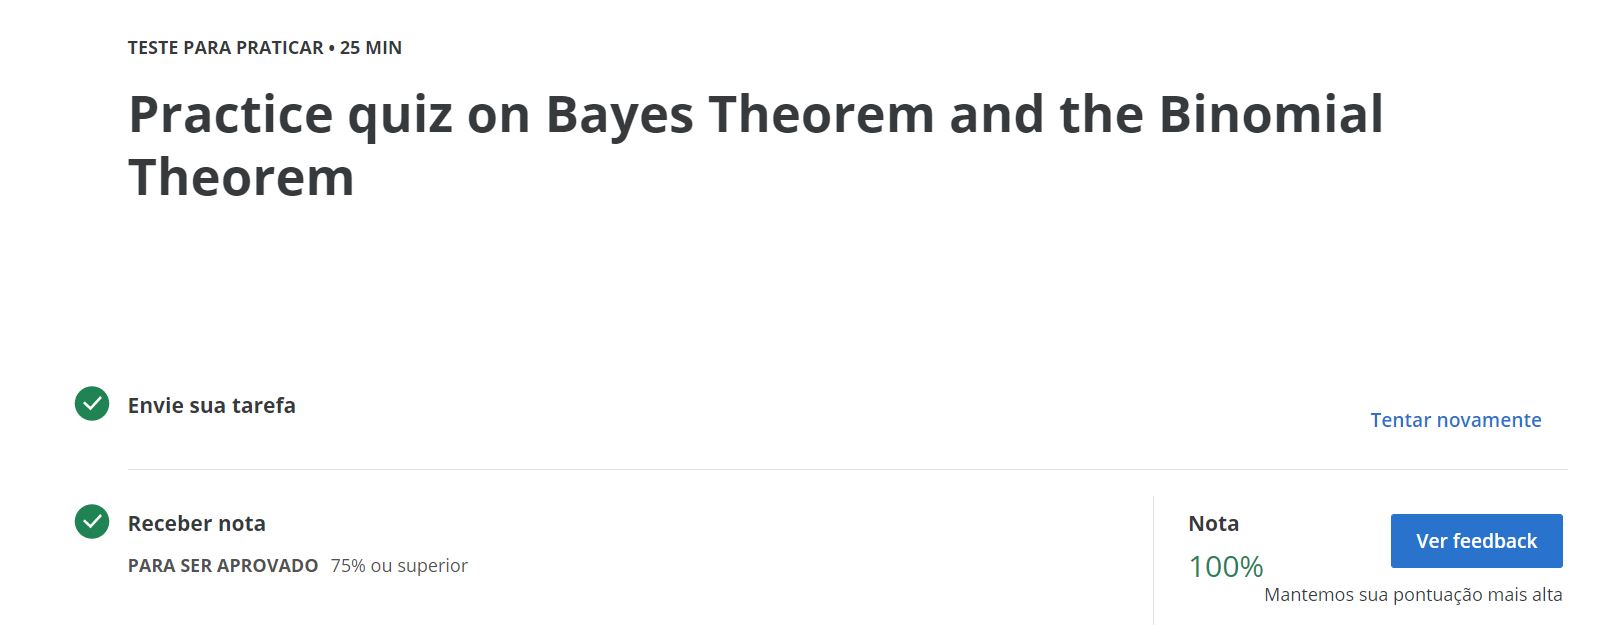 TESTE PARA PRATICAR • 25 MIN
Practice quiz on Bayes Theorem and the Binomial
Theorem
Envie sua tarefa
Tentar novamente
Receber nota
PARA SER APROVADO 75% ou superior
Nota
100%
Ver feedback
Mantemos sua pontuação mais alta